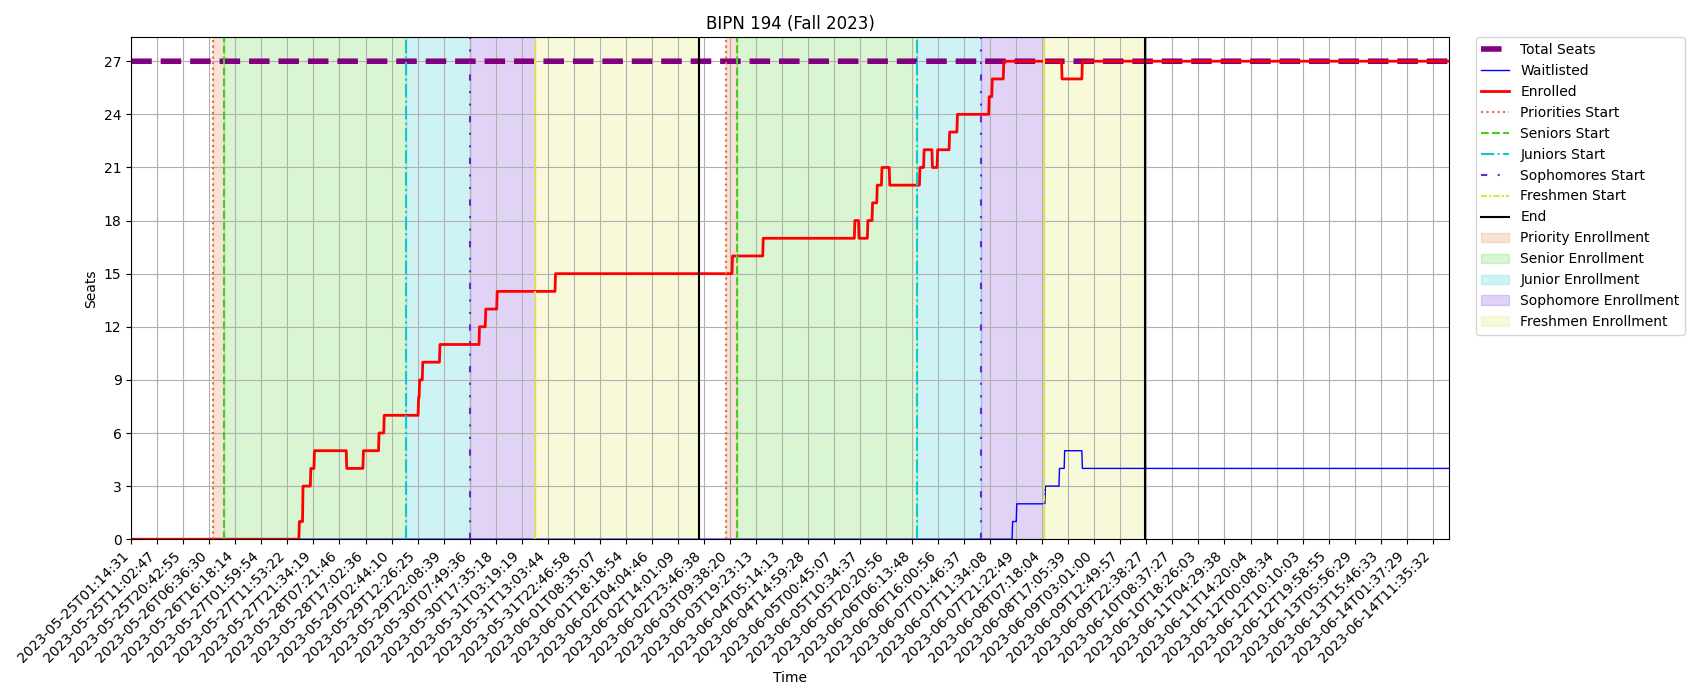 BIPN 194 (Fall 2023)
Seats
27
24
21
18
15
12
9
6
3
0
2023-05-25T01:14:31
2023-05-25T11:02:47
2023-05-25T20:42:55
2023-05-26T06:36:30
2023-05-26T16:18:14
2023-05-27T01:59:54
2023-05-27T11:53:22
2023-05-27T21:34:19
2023-05-28T07:21:46
2023-05-28T17:02:36
2023-05-29T02:44:10
2023-05-29T12:26:25
2023-05-29T22:08:39
2023-05-30T07:49:36
2023-05-30T17:35:18
2023-05-31T03:19:19
2023-05-31T13:03:44
2023-05-31T22:46:58
2023-06-01T08:35:07
2023-06-01T18:18:54
2023-06-02T04:04:46
2023-06-02T14:01:09
2023-06-02T23:46:38
2023-06-03T09:38:20
2023-06-03T19:23:13
2023-06-04T05:14:13
2023-06-04T14:59:28
2023-06-05T00:45:07
2023-06-05T10:34:37
2023-06-05T20:20:56
2023-06-06T06:13:48
2023-06-06T16:00:56
2023-06-07T01:46:37
2023-06-07T11:34:08
2023-06-07T21:22:49
2023-06-08T07:18:04
2023-06-08T17:05:39
2023-06-09T03:01:00
2023-06-09T12:49:57
2023-06-09T22:38:27
2023-06-10T08:37:27
2023-06-10T18:26:03
2023-06-11T04:29:38
2023-06-11T14:20:04
2023-06-12T00:08:34
2023-06-12T10:10:03
2023-06-12T19:58:55
2023-06-13T05:56:29
2023-06-13T15:46:33
2023-06-14T01:37:29
2023-06-14T11:35:32
Time
Total Seats
Waitlisted
Enrolled
Priorities Start
Seniors Start
Juniors Start
Sophomores Start
Freshmen Start
End
Priority Enrollment
Senior Enrollment
Junior Enrollment
Sophomore Enrollment
Freshmen Enrollment